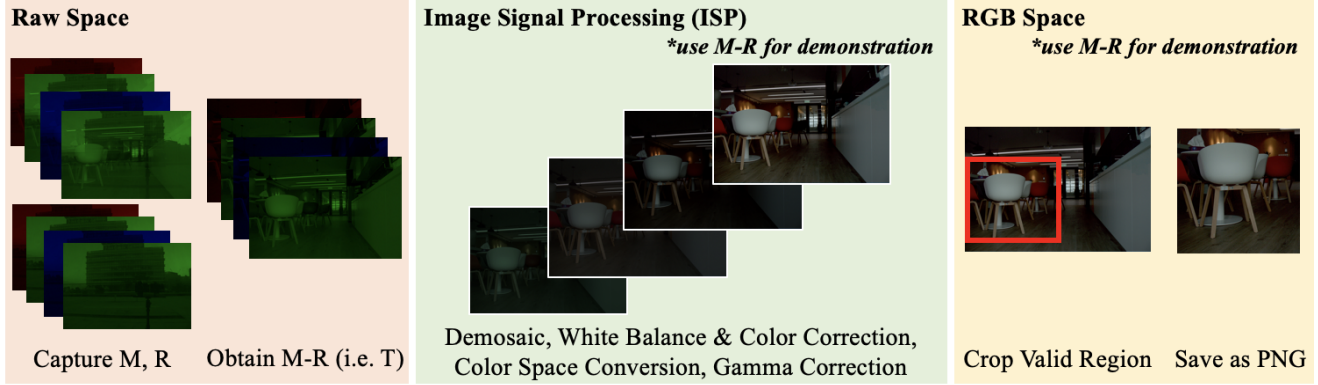 Raw Space
Capture M, R
Obtain M-R (i.e. T)
Image Signal Processing (ISP)
*use M-R for demonstration
Demosaic, White Balance & Color Correction,
Color Space Conversion, Gamma Correction
RGB Space
*use M-R for demonstration
Crop Valid Region
Save as PNG